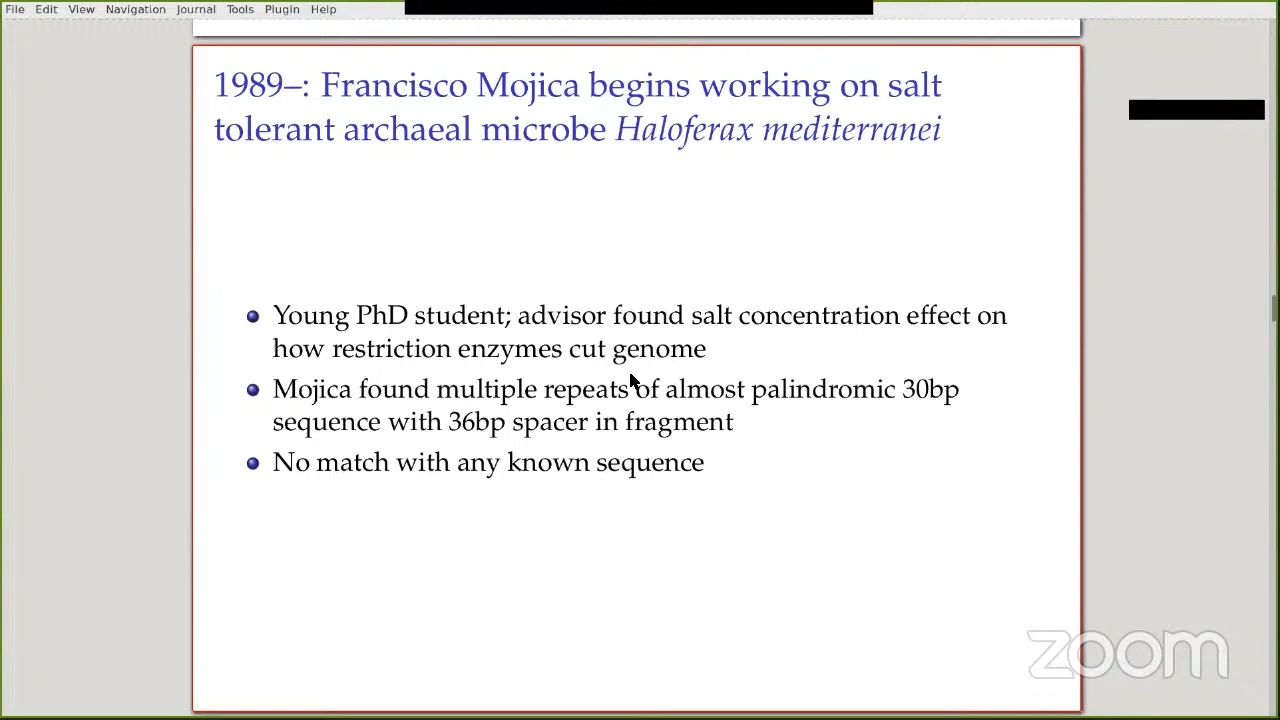 File Edit View Navigation Journal Tools Plugin Help
1989–: Francisco Mojica begins working on salt
tolerant archaeal microbe Haloferax mediterranei
Young PhD student; advisor found salt concentration effect on
how restriction enzymes cut genome
Mojica found multiple repeats of almost palindromic 30bp
sequence with 36bp spacer in fragment
No match with any known sequence
zoom